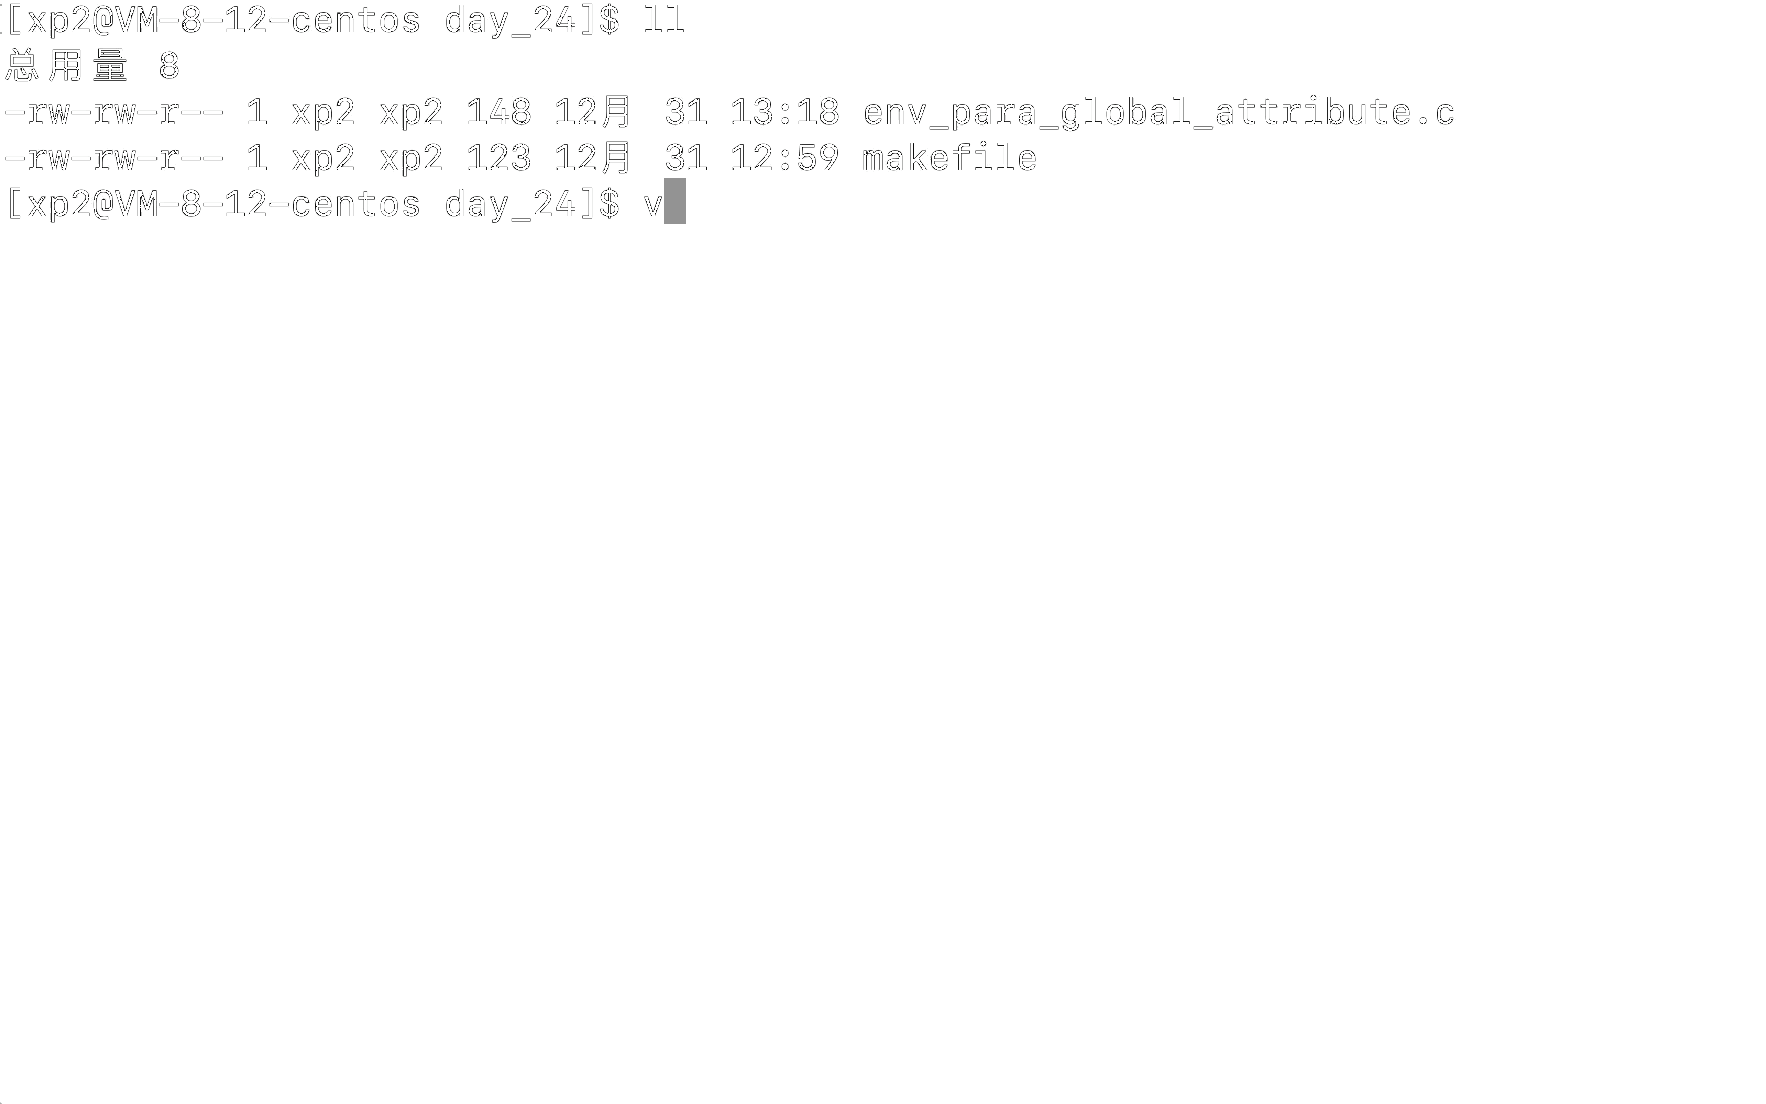 [xp2@VM-8-12-centos day_24]$ ll
总用量 8
-rw-rw-r-- 1 xp2 xp2 148 12月 31 13:18 env_para_global_attribute.c
-rw-rw-r-- 1 xp2 xp2 123 12月 31 12:59 makefile
[xp2@VM-8-12-centos day_24]$ v